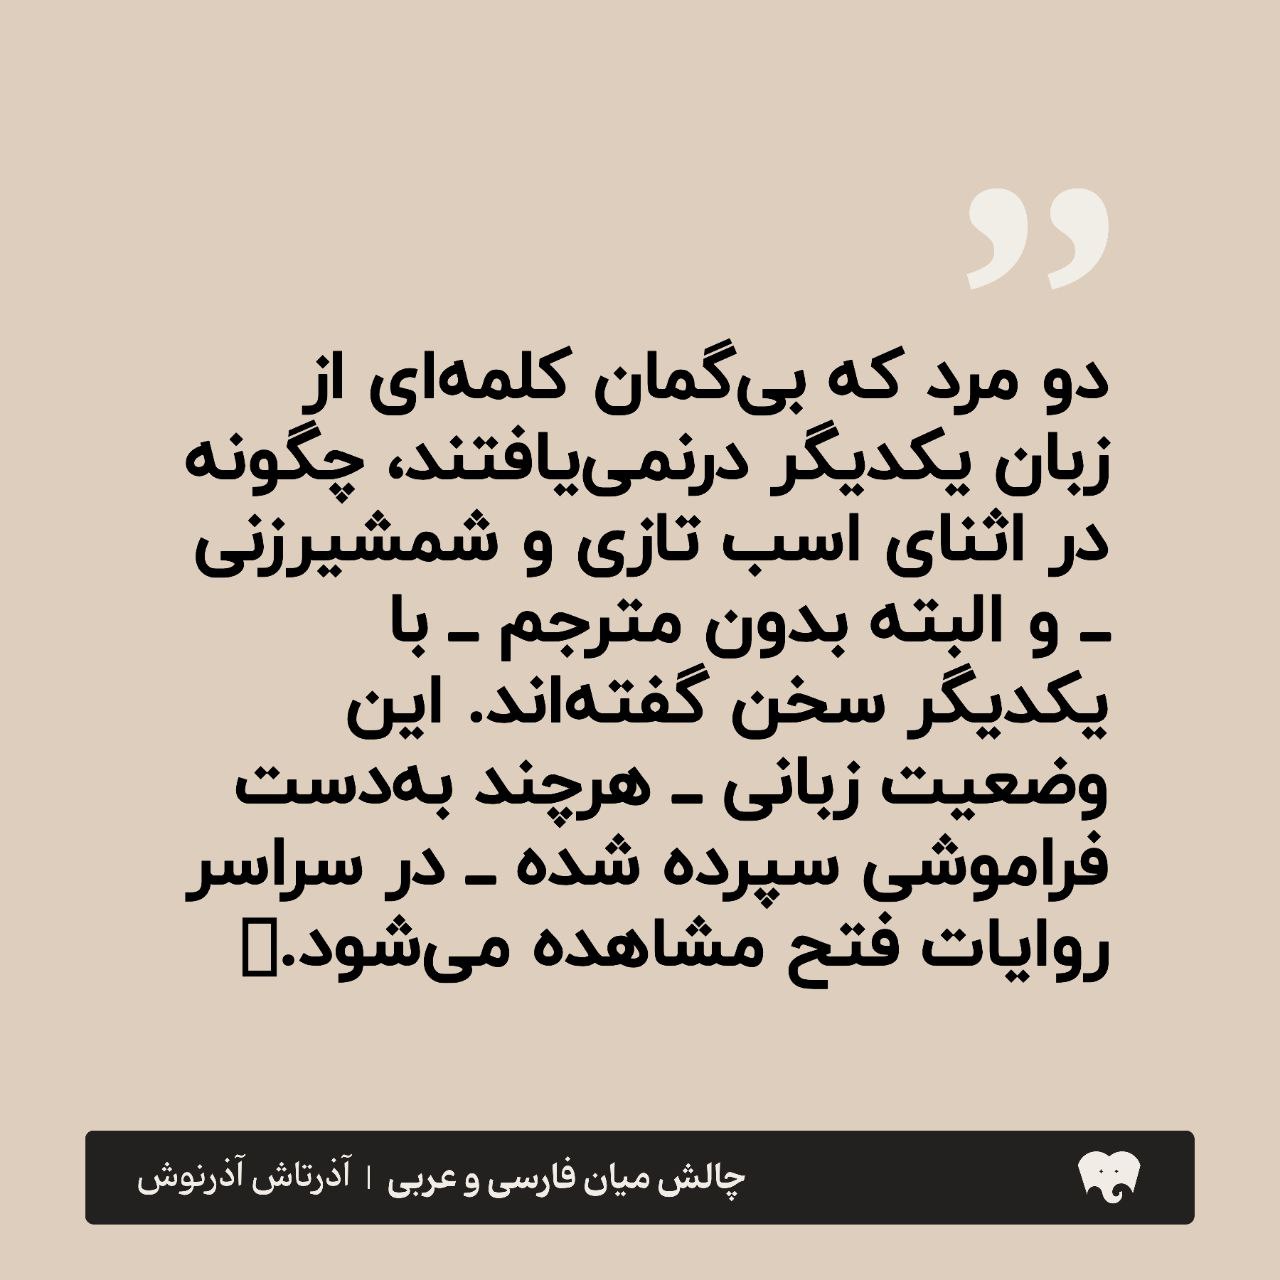 ”
دو مرد که بی‌گمان کلمه‌ای از
زبان یکدیگر درنمی‌یافتند، چگونه
در اثنای اسب تازی و شمشیرزنی
ـ و البته بدون مترجم ـ با
یکدیگر سخن گفته‌اند. این
وضعیت زبانی ـ هرچند به‌دست
فراموشی سپرده شده ـ در سراسر
روایات فتح مشاهده می‌شود.
چالش میان فارسی و عربی | آذرتاش آذرنوش